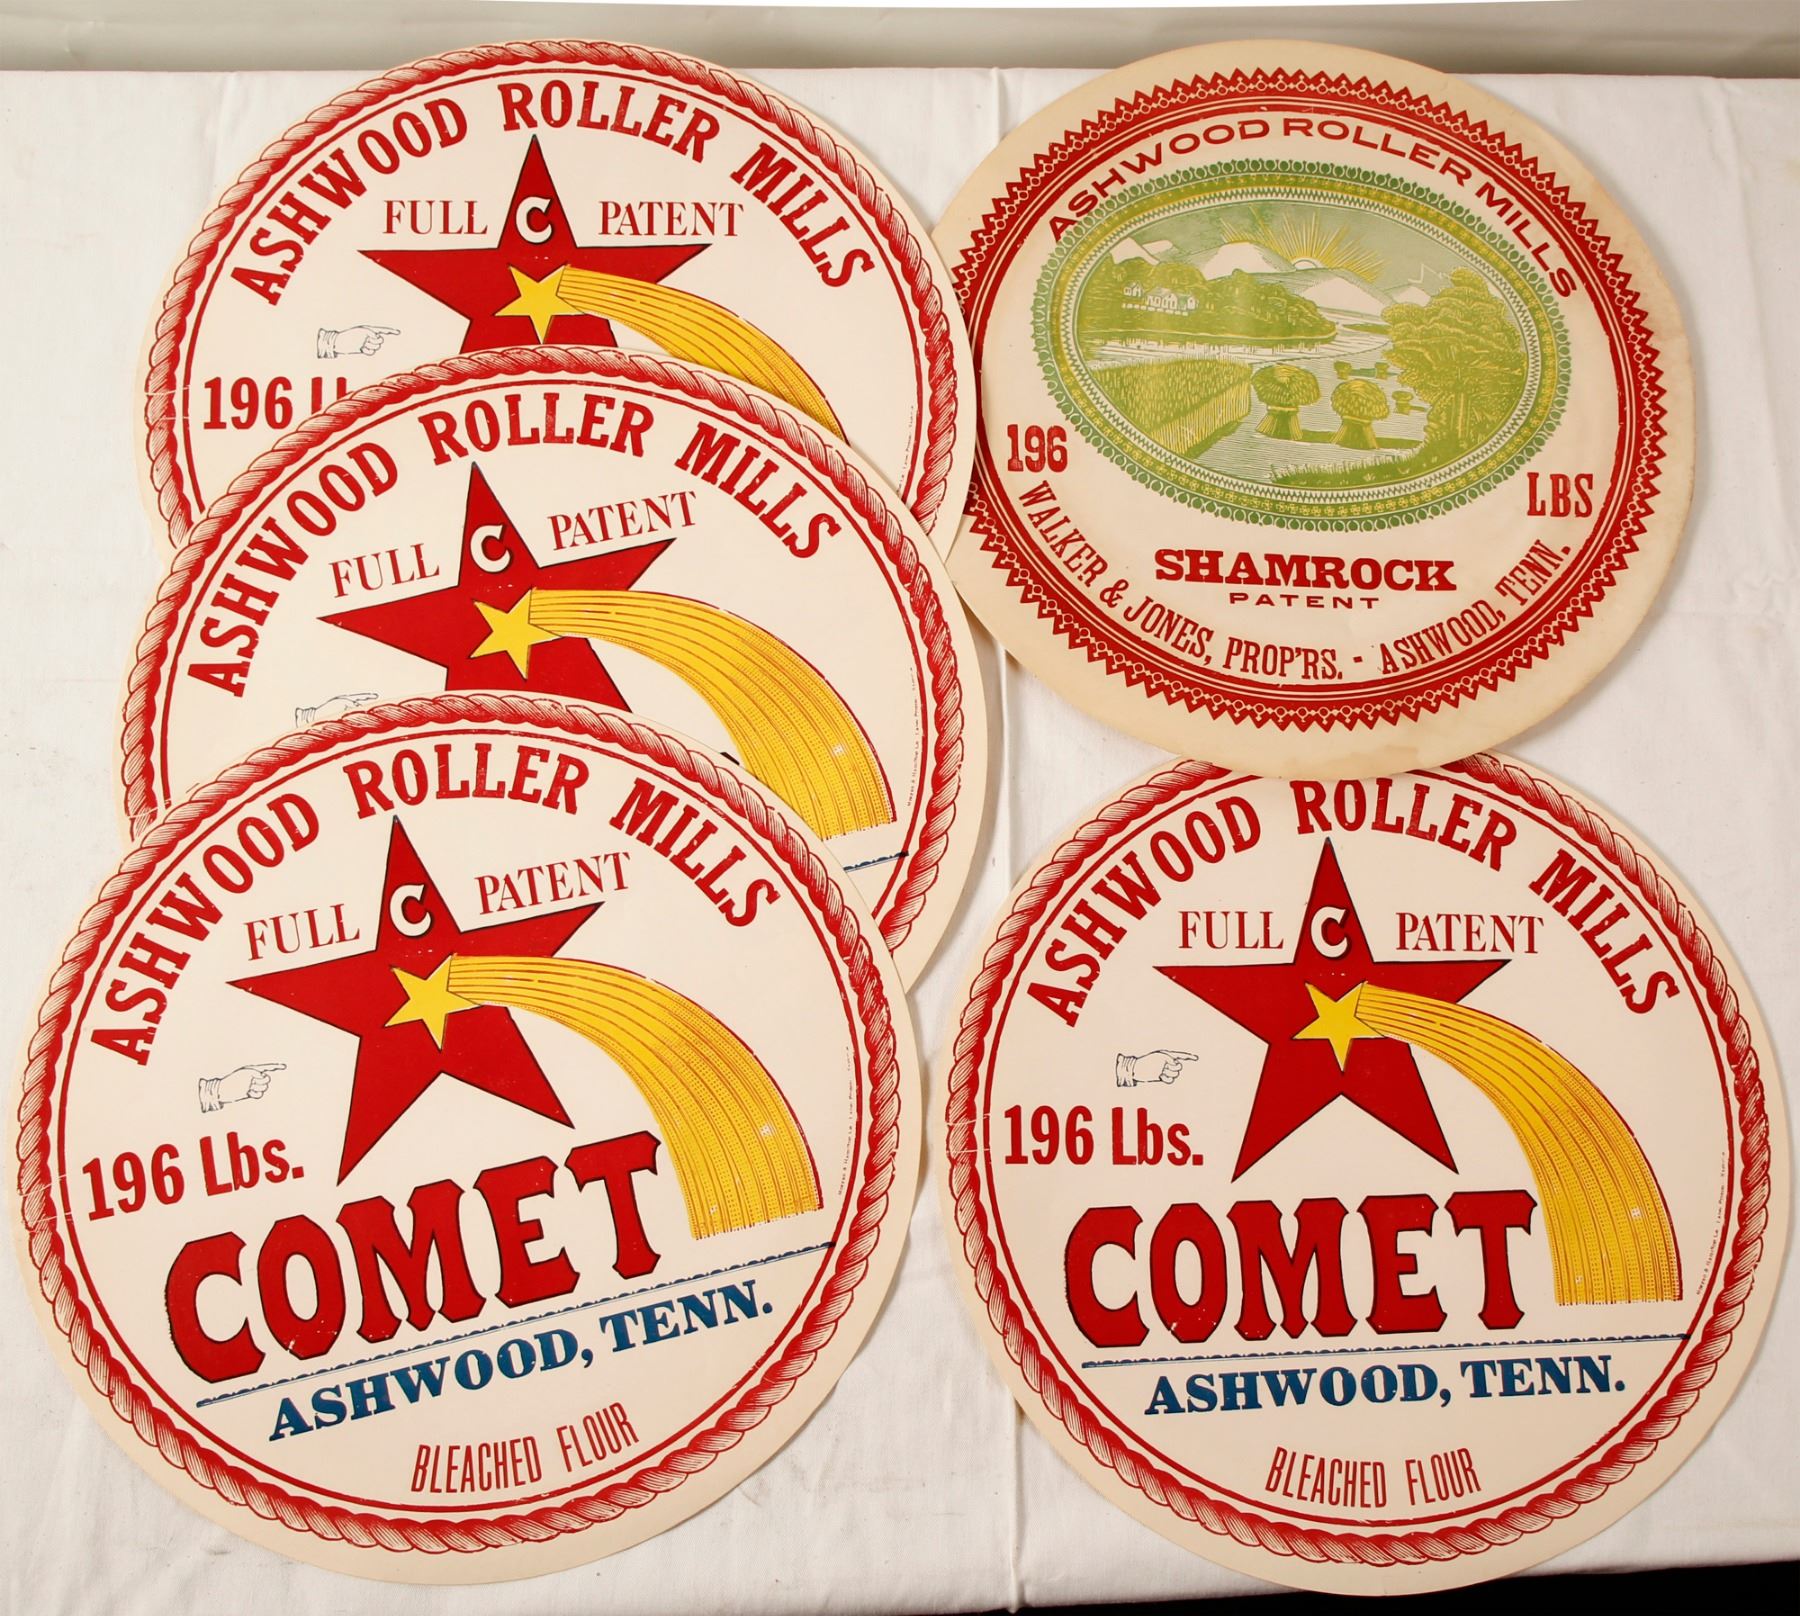 ASHWOOD ROLLER MILLS
FULL C PATENT
196 L
ASHWOOD ROLLER MILLS
FULL C PATENT
ASHWOOD ROLLER MILLS
FULL C PATENT
196 Lbs.
COMET
ASHWOOD, TENN.
BLEACHED FLOUR
ASHWOOD ROLLER MILLS
196 LBS
SHAMROCK
PATENT
WALKER & JONES, PROP'RS. - ASHWOOD, TENN.
ASHWOOD ROLLER MILLS
FULL C PATENT
196 Lbs.
COMET
ASHWOOD, TENN.
BLEACHED FLOUR